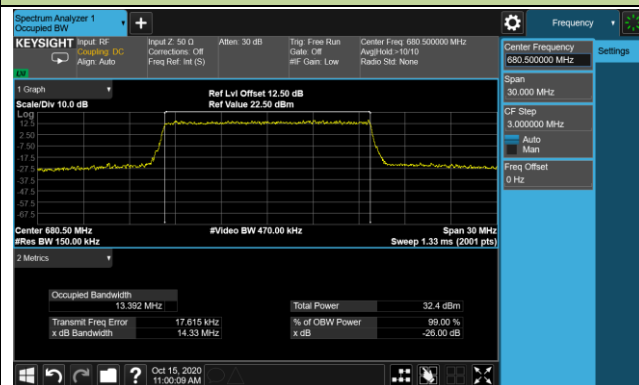 Spectrum Analyzer 1
Occupied BW
Frequency
KEYSIGHT
Input: RF
Coupling: DC
Align: Auto
Input Z: 50 Ω
Corrections: Off
Freq Ref: Int (S)
Atten: 30 dB
Trig: Free Run
Gate: Off
#IF Gain: Low
Center Freq: 680.500000 MHz
Avg|Hold:>10/10
Radio Std: None
Center Frequency
680.500000 MHz
Settings
Span
30.000 MHz
CF Step
3.000000 MHz
Auto
Man
Freq Offset
0 Hz
1 Graph
Scale/Div 10.0 dB
Ref Lvl Offset 12.50 dB
Ref Value 22.50 dBm
Log
12.5
2.50
-7.50
-17.5
-27.5
-37.5
-47.5
-57.5
-67.5
Center 680.50 MHz
#Video BW 470.00 kHz
Span 30 MHz
#Res BW 150.00 kHz
Sweep 1.33 ms (2001 pts)
2 Metrics
Occupied Bandwidth
13.392 MHz
Total Power 32.4 dBm
Transmit Freq Error 17.615 kHz
% of OBW Power 99.00 %
x dB Bandwidth 14.33 MHz
x dB -26.00 dB
Oct 15, 2020
11:00:09 AM